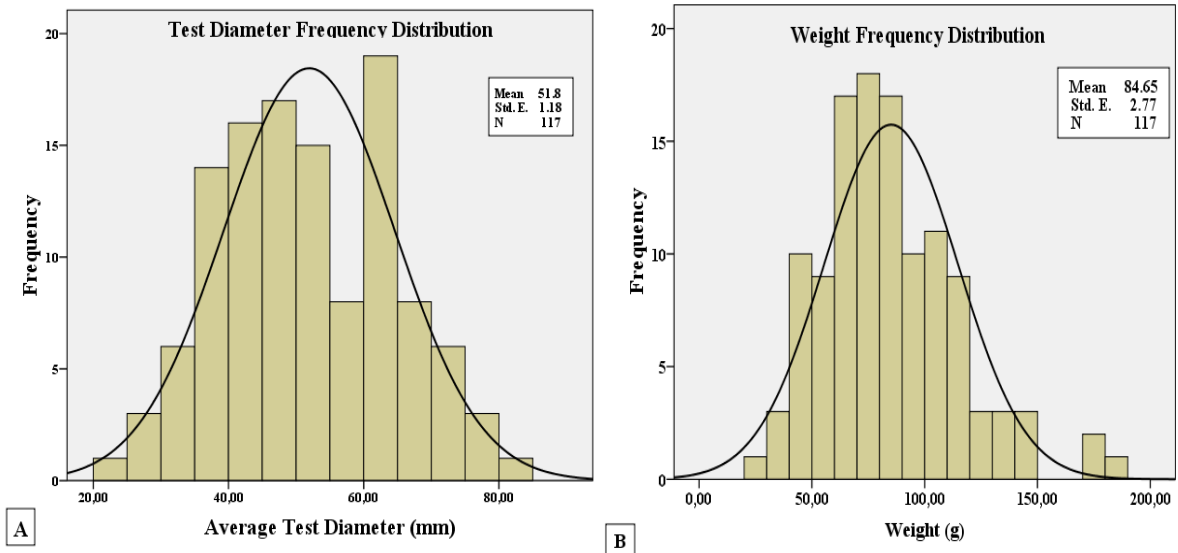 Test Diameter Frequency Distribution
Mean 51.8
Std. E. 1.18
N 117
Frequency
20
15
10
5
0
20,00 40,00 60,00 80,00
Average Test Diameter (mm)
A
Weight Frequency Distribution
Mean 84.65
Std. E. 2.77
N 117
Frequency
20
15
10
5
0
0,00 50,00 100,00 150,00 200,00
Weight (g)
B